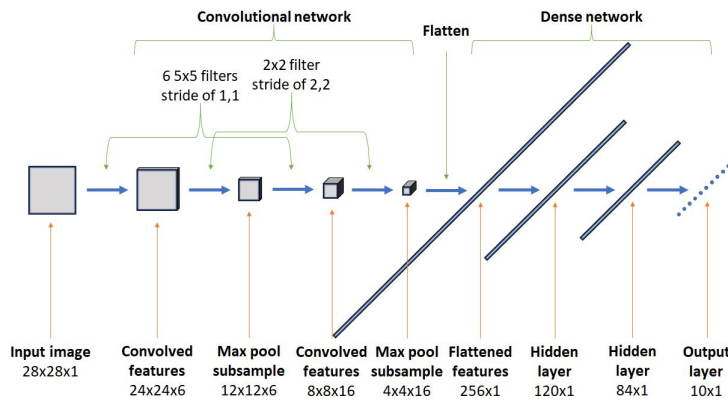 Convolutional network
Dense network
Flatten
6 5x5 filters
stride of 1,1
2x2 filter
stride of 2,2
Input image
28x28x1
Convolved
features
24x24x6
Max pool
subsample
12x12x6
Convolved
features
8x8x16
Max pool
subsample
4x4x16
Flattened
features
256x1
Hidden
layer
120x1
Hidden
layer
84x1
Output
layer
10x1